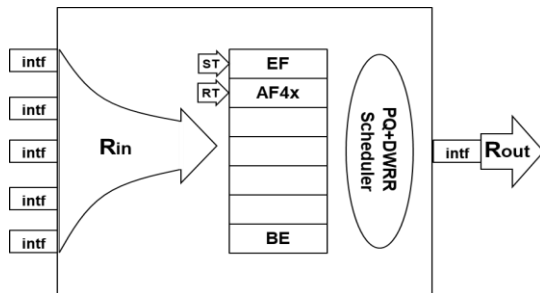 intf
intf
intf
intf
intf
Rin
ST
EF
RT
AF4x
BE
PQ+DWRR
Scheduler
intf
Rout